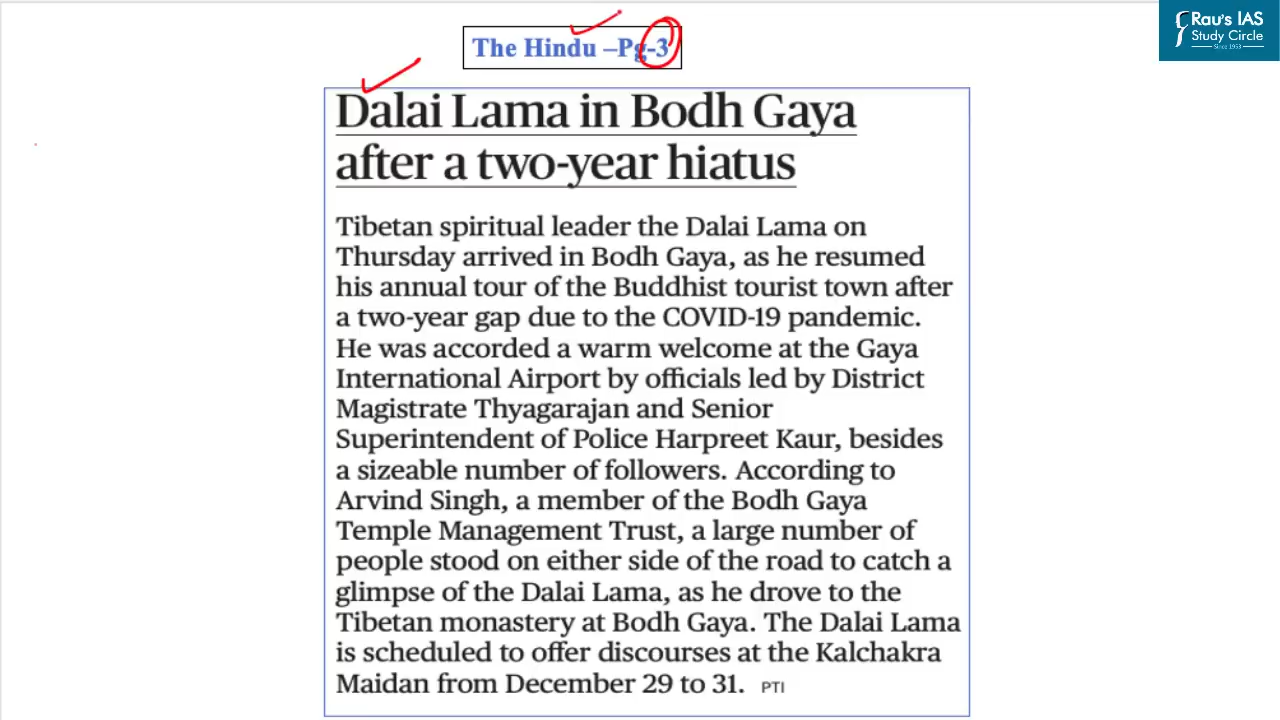 Rau's IAS
Study Circle
Since 1953
The Hindu –Pg-3
Dalai Lama in Bodh Gaya
after a two-year hiatus
Tibetan spiritual leader the Dalai Lama on
Thursday arrived in Bodh Gaya, as he resumed
his annual tour of the Buddhist tourist town after
a two-year gap due to the COVID-19 pandemic.
He was accorded a warm welcome at the Gaya
International Airport by officials led by District
Magistrate Thyagarajan and Senior
Superintendent of Police Harpreet Kaur, besides
a sizeable number of followers. According to
Arvind Singh, a member of the Bodh Gaya
Temple Management Trust, a large number of
people stood on either side of the road to catch a
glimpse of the Dalai Lama, as he drove to the
Tibetan monastery at Bodh Gaya. The Dalai Lama
is scheduled to offer discourses at the Kalchakra
Maidan from December 29 to 31. PTI